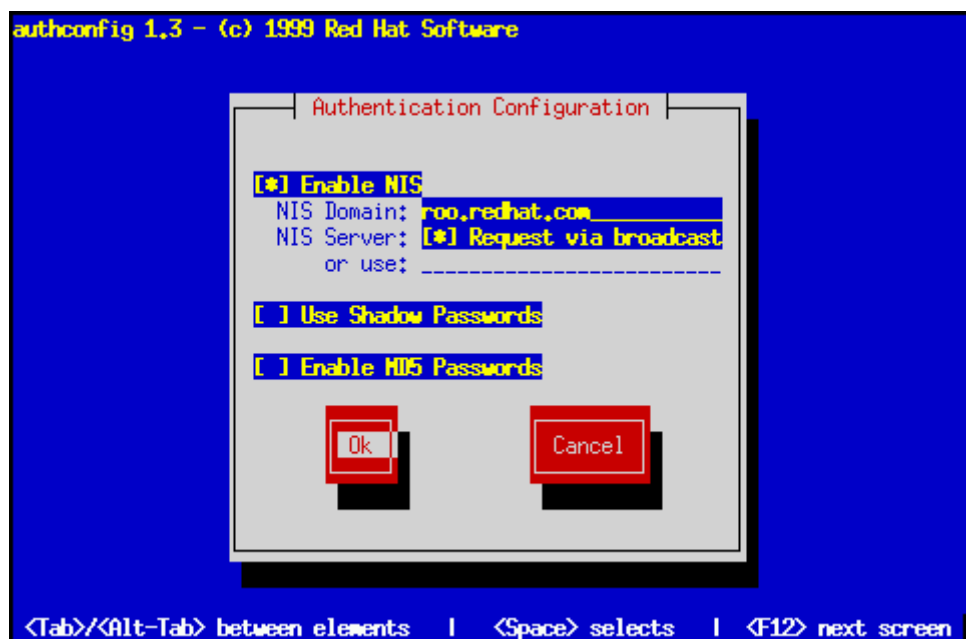 authconfig 1.3 - (c) 1999 Red Hat Software
Authentication Configuration
[*] Enable NIS
NIS Domain: roo.redhat.com____________
NIS Server: [*] Request via broadcast
or use: _________________________
[ ] Use Shadow Passwords
[ ] Enable MD5 Passwords
Ok Cancel
<Tab>/<Alt-Tab> between elements | <Space> selects | <F12> next screen